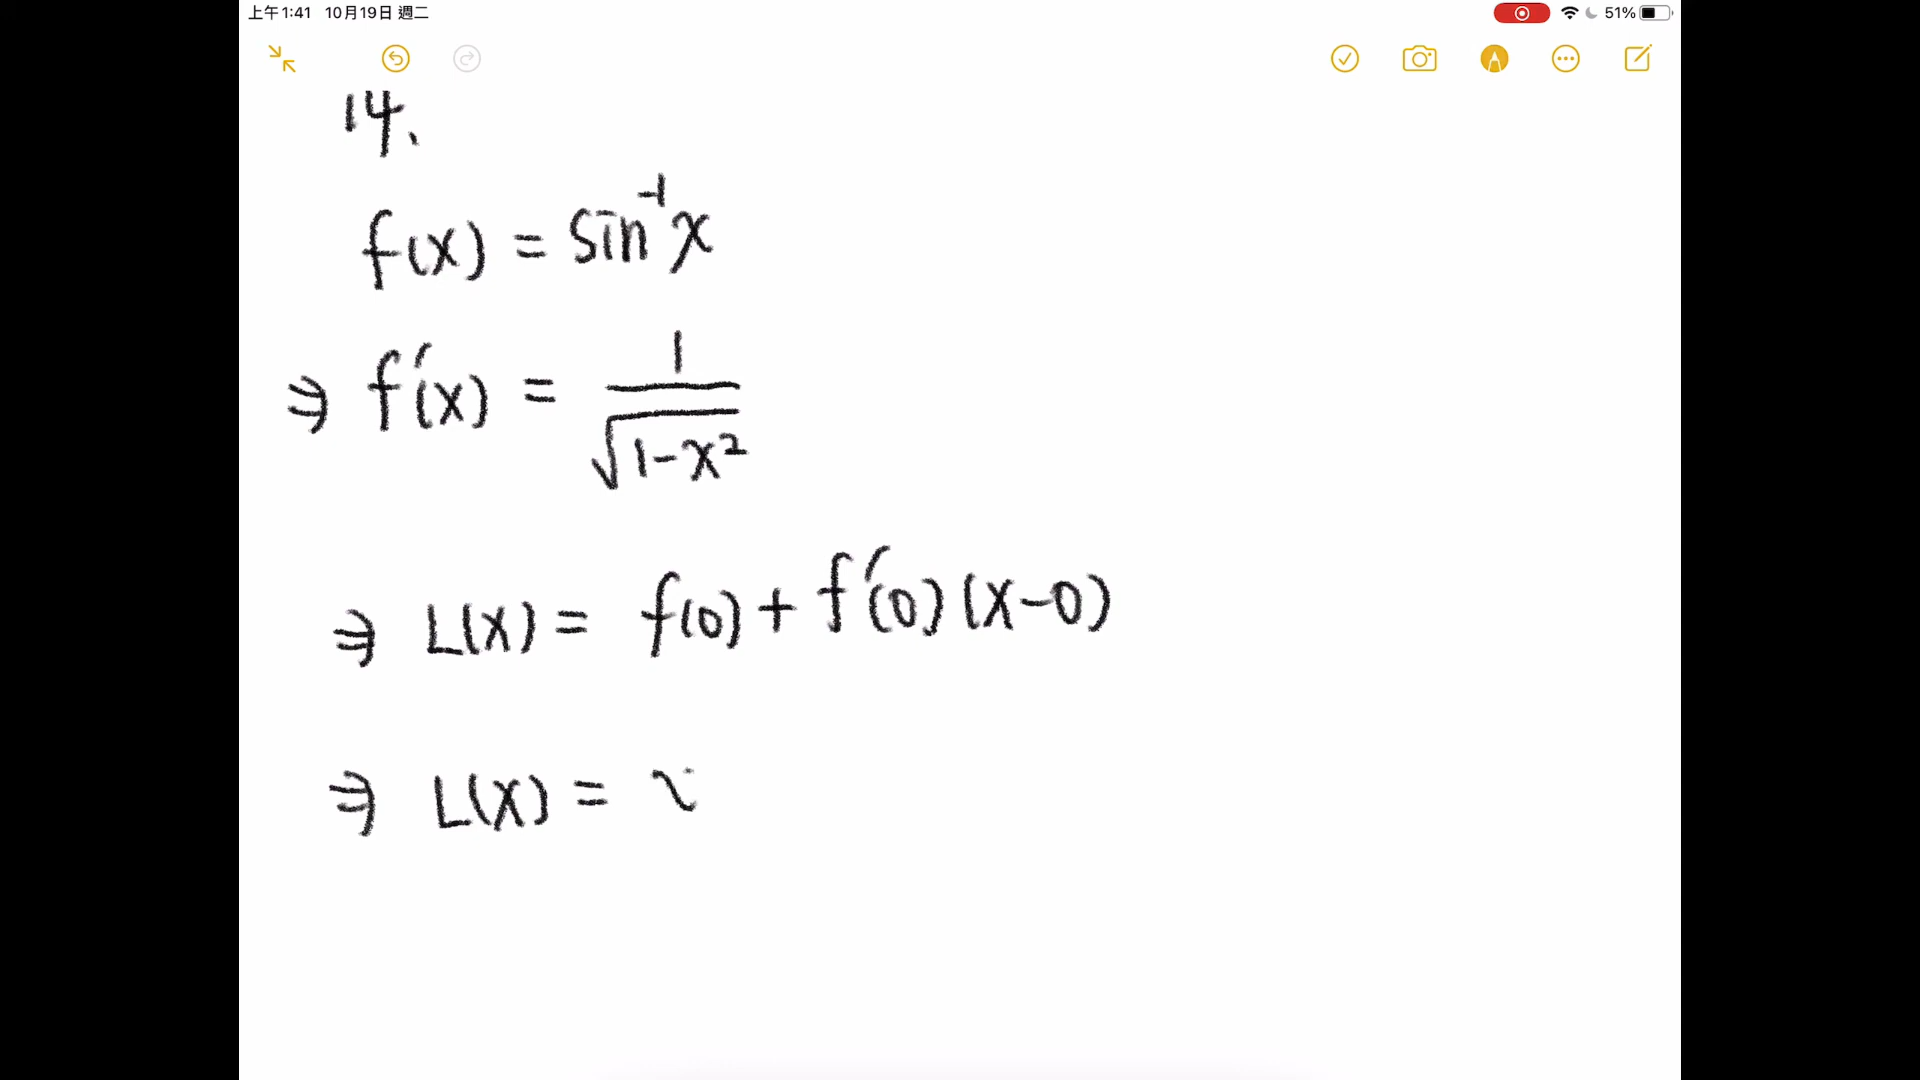 上午1:41 10月19日 週二 51%
14.
f(x) = sin⁻¹x
⇒ f′(x) = 1/√(1-x²)
⇒ L(x) = f(0) + f′(0)(x-0)
⇒ L(x) =